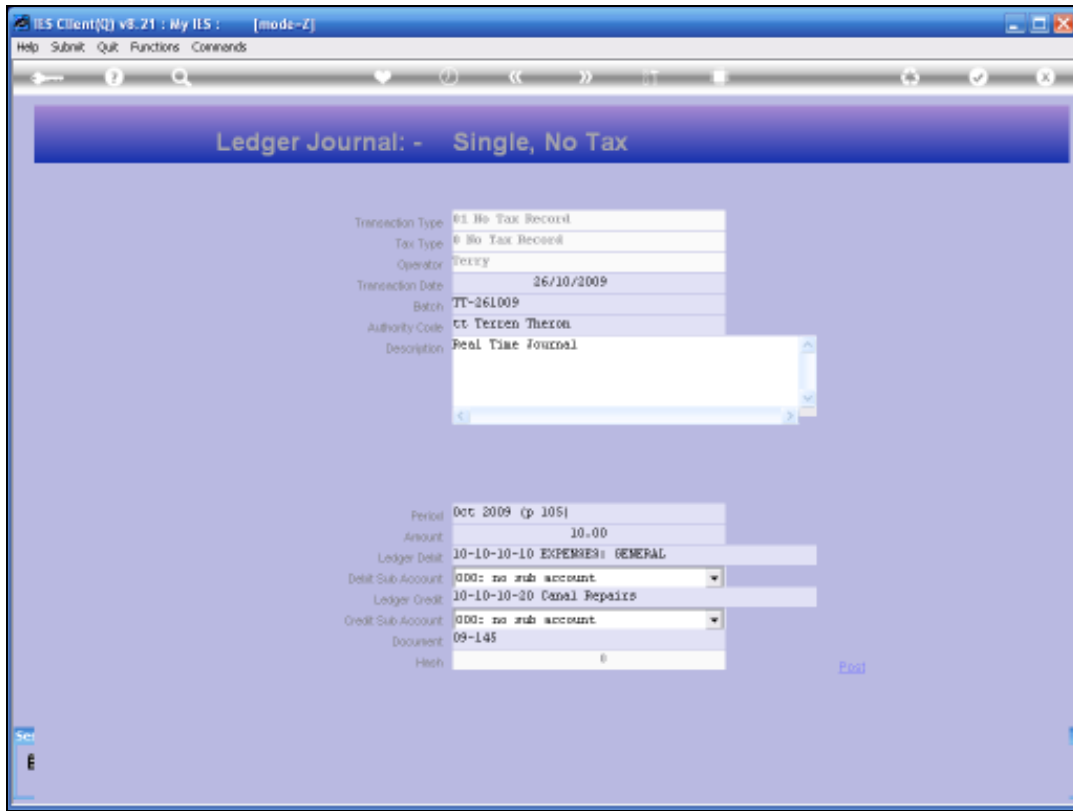 IES Client(Q) v8.21 : My IES : [mode-Z]
Help Submit Quit Functions Commands
Ledger Journal: - Single, No Tax
Transaction Type 01 No Tax Record
Tax Type 0 No Tax Record
Operator Terry
Transaction Date 26/10/2009
Batch TT-261009
Authority Code tt Terren Theron
Description Real Time Journal
Period Oct 2009 (p 105)
Amount 10.00
Ledger Debit 10-10-10-10 EXPENSES: GENERAL
Debit Sub Account 000: no sub account
Ledger Credit 10-10-10-20 Canal Repairs
Credit Sub Account 000: no sub account
Document 09-145
Hash 0
Post